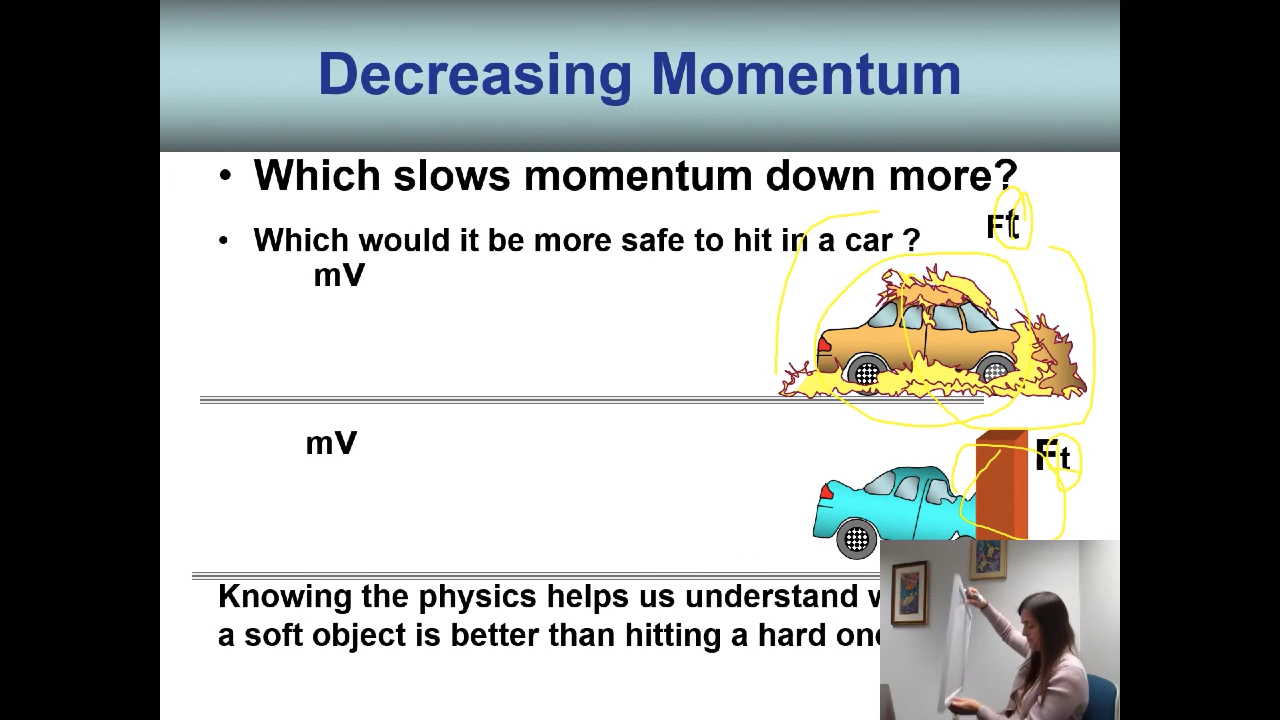 Decreasing Momentum
• Which slows momentum down more?
• Which would it be more safe to hit in a car ?
Ft
mV
mV
Ft
Knowing the physics helps us understand
a soft object is better than hitting a hard